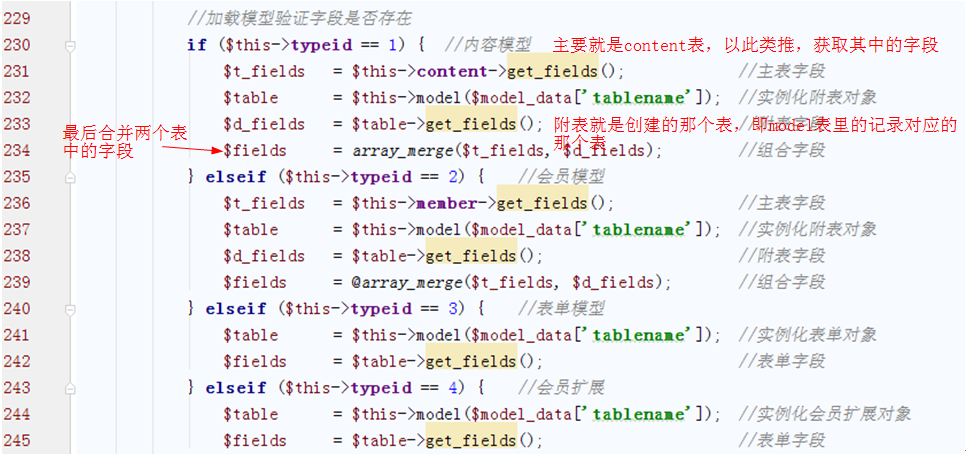 229 //加载模型验证字段是否存在
230 if ($this->typeid == 1) { //内容模型 主要就是content表，以此类推，获取其中的字段
231 $t_fields = $this->content->get_fields(); //主表字段
232 $table = $this->model($model_data['tablename']); //实例化附表对象
233 $d_fields = $table->get_fields(); //附表字段
附表就是创建的那个表，即model表里的记录对应的
那个表
最后合并两个表
中的字段
234 $fields = array_merge($t_fields, $d_fields); //组合字段
235 } elseif ($this->typeid == 2) { //会员模型
236 $t_fields = $this->member->get_fields(); //主表字段
237 $table = $this->model($model_data['tablename']); //实例化附表对象
238 $d_fields = $table->get_fields(); //附表字段
239 $fields = @array_merge($t_fields, $d_fields); //组合字段
240 } elseif ($this->typeid == 3) { //表单模型
241 $table = $this->model($model_data['tablename']); //实例化表单对象
242 $fields = $table->get_fields(); //表单字段
243 } elseif ($this->typeid == 4) { //会员扩展
244 $table = $this->model($model_data['tablename']); //实例化会员扩展对象
245 $fields = $table->get_fields(); //表单字段